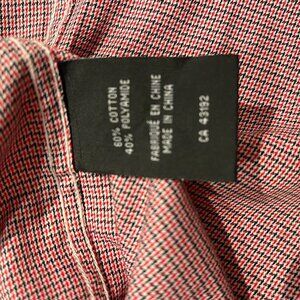 60% COTTON
40% POLYAMIDE
FABRIQUÉ EN CHINE
MADE IN CHINA
CA 43192